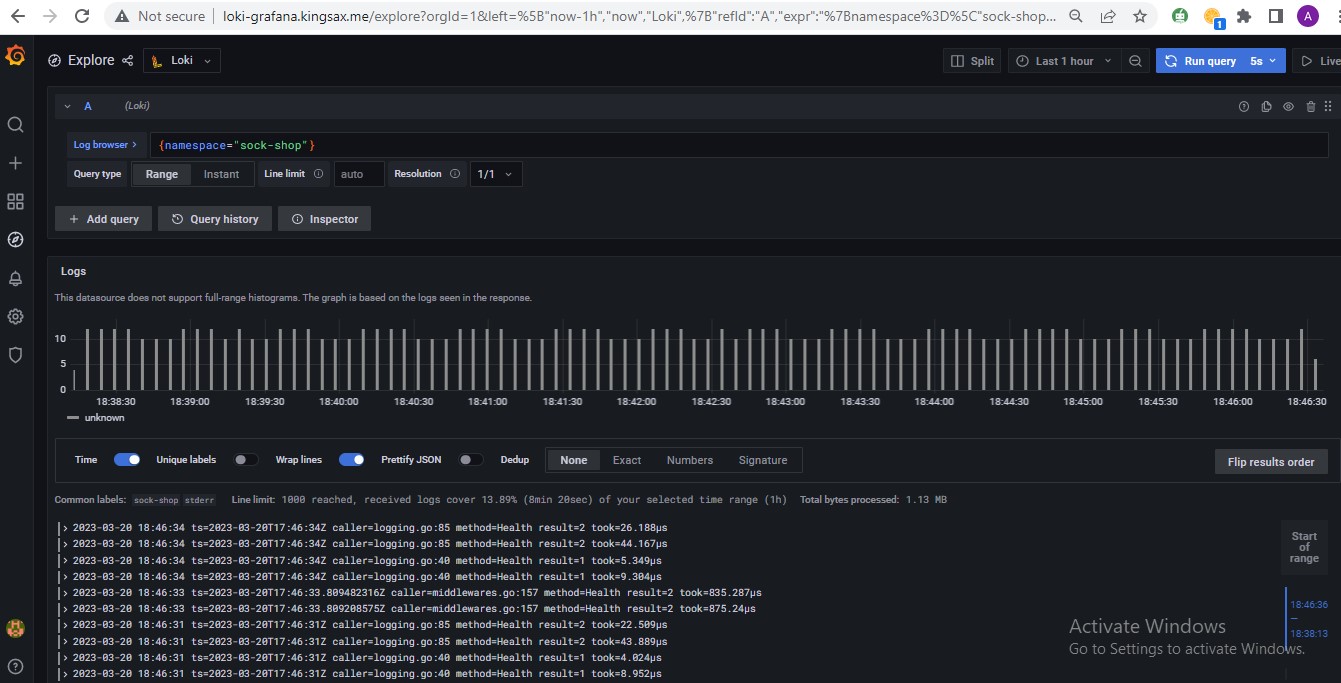 Not secure | loki-grafana.kingsax.me/explore?orgId=1&left=%5B"now-1h","now","Loki",%7B"refId":"A","expr":"%7Bnamespace%3D%5C"sock-shop... 1 A
Explore Loki Split Last 1 hour Run query 5s Live
A (Loki)
Log browser > {namespace="sock-shop"}
Query type Range Instant Line limit auto Resolution 1/1
+ Add query Query history Inspector
Logs
This datasource does not support full-range histograms. The graph is based on the logs seen in the response.
10
5
0
18:38:30 18:39:00 18:39:30 18:40:00 18:40:30 18:41:00 18:41:30 18:42:00 18:42:30 18:43:00 18:43:30 18:44:00 18:44:30 18:45:00 18:45:30 18:46:00 18:46:30
unknown
Time Unique labels Wrap lines Prettify JSON Dedup None Exact Numbers Signature Flip results order
Common labels: sock-shop stderr Line limit: 1000 reached, received logs cover 13.89% (8min 20sec) of your selected time range (1h) Total bytes processed: 1.13 MB
> 2023-03-20 18:46:34 ts=2023-03-20T17:46:34Z caller=logging.go:85 method=Health result=2 took=26.188µs
> 2023-03-20 18:46:34 ts=2023-03-20T17:46:34Z caller=logging.go:85 method=Health result=2 took=44.167µs
> 2023-03-20 18:46:34 ts=2023-03-20T17:46:34Z caller=logging.go:40 method=Health result=1 took=5.349µs
> 2023-03-20 18:46:34 ts=2023-03-20T17:46:34Z caller=logging.go:40 method=Health result=1 took=9.304µs
> 2023-03-20 18:46:33 ts=2023-03-20T17:46:33.809482316Z caller=middlewares.go:157 method=Health result=2 took=835.287µs
> 2023-03-20 18:46:33 ts=2023-03-20T17:46:33.809208575Z caller=middlewares.go:157 method=Health result=2 took=875.24µs
> 2023-03-20 18:46:31 ts=2023-03-20T17:46:31Z caller=logging.go:85 method=Health result=2 took=22.509µs
> 2023-03-20 18:46:31 ts=2023-03-20T17:46:31Z caller=logging.go:85 method=Health result=2 took=43.889µs
> 2023-03-20 18:46:31 ts=2023-03-20T17:46:31Z caller=logging.go:40 method=Health result=1 took=4.024µs
> 2023-03-20 18:46:31 ts=2023-03-20T17:46:31Z caller=logging.go:40 method=Health result=1 took=8.952µs
Start
of
range
18:46:36
—
18:38:13
Activate Windows
Go to Settings to activate Windows.